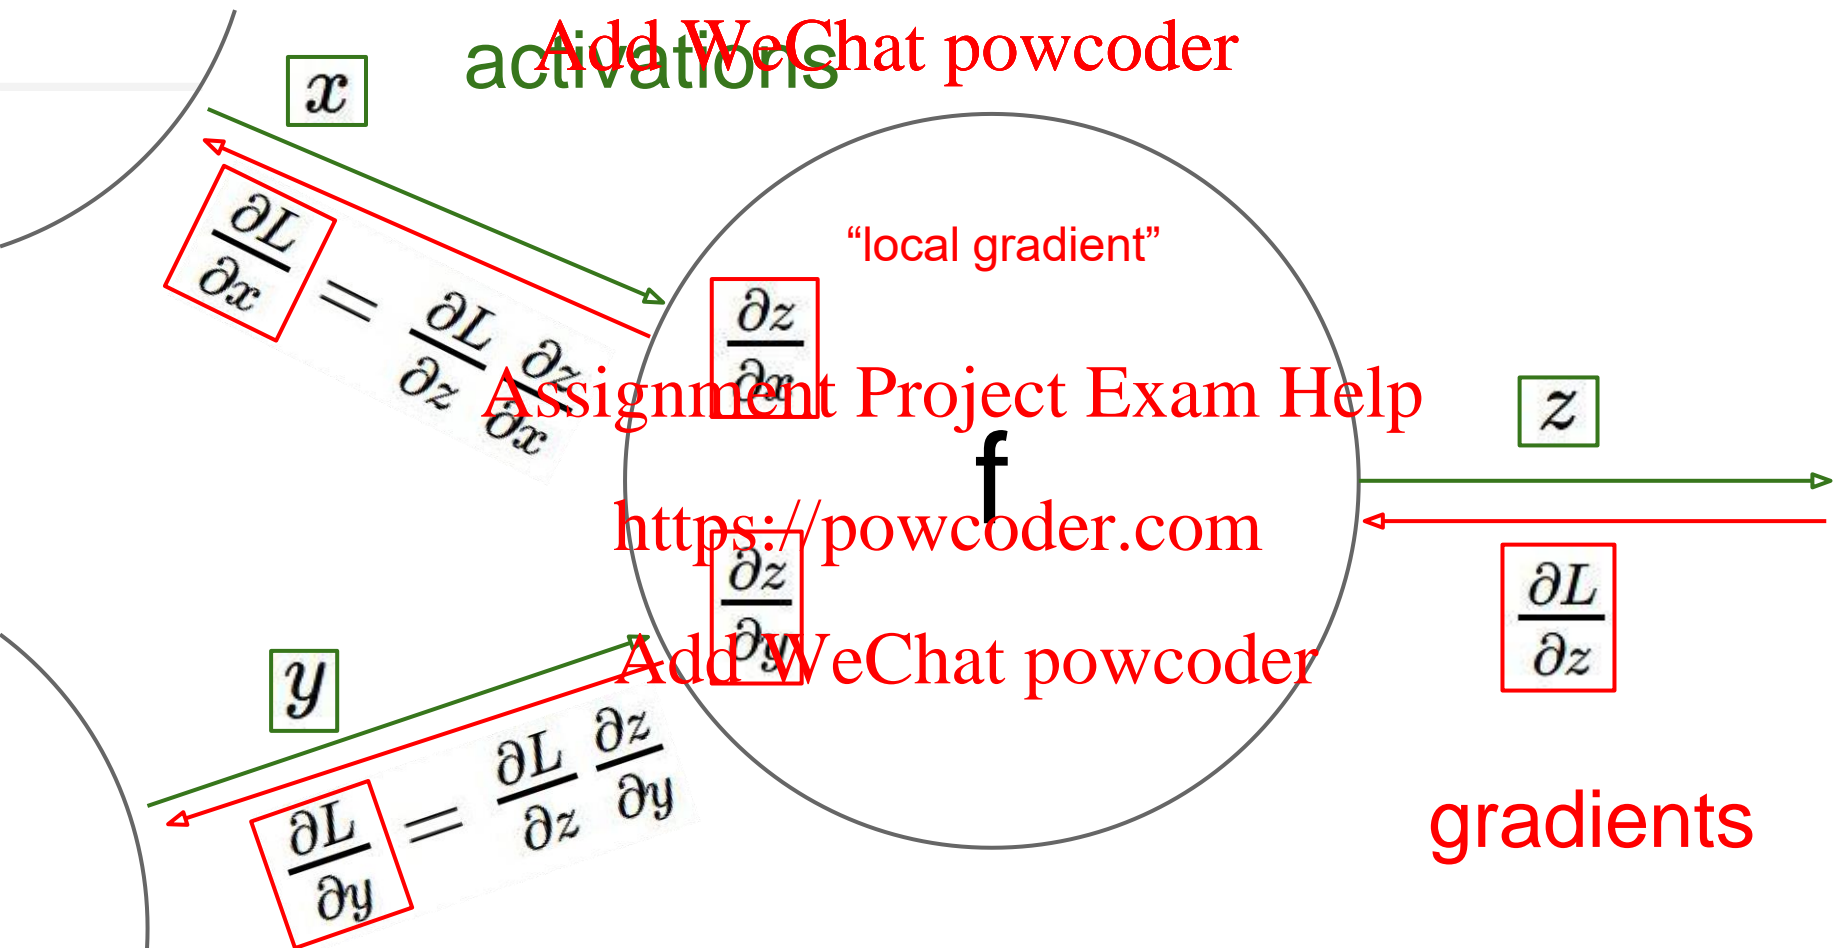 Add WeChat powcoder
activations
x
∂L/∂x = ∂L/∂z ∂z/∂x
“local gradient”
∂z/∂x
Assignment Project Exam Help
f
z
https://powcoder.com
∂z/∂y
∂L/∂z
Add WeChat powcoder
y
∂L/∂y = ∂L/∂z ∂z/∂y
gradients